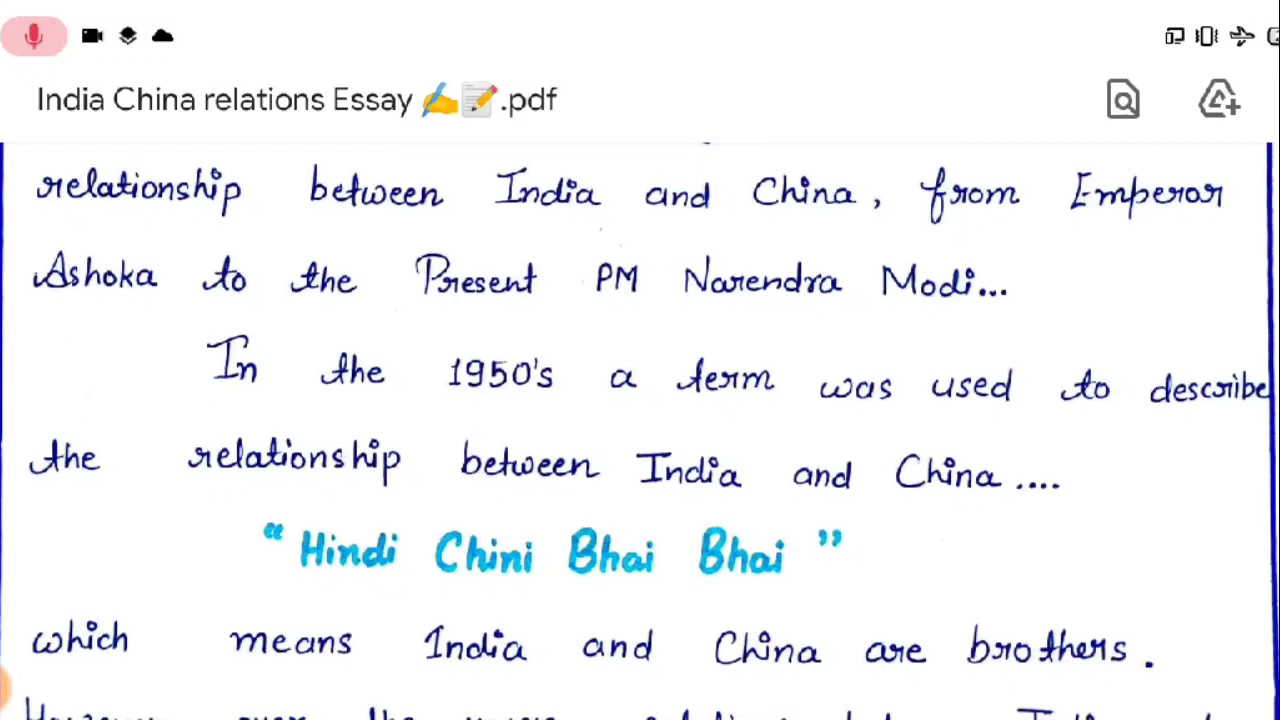 India China relations Essay ✍️📝.pdf
relationship between India and China, from Emperor
Ashoka to the Present PM Narendra Modi...
In the 1950's a term was used to describe
the relationship between India and China....
“Hindi Chini Bhai Bhai”
which means India and China are brothers.